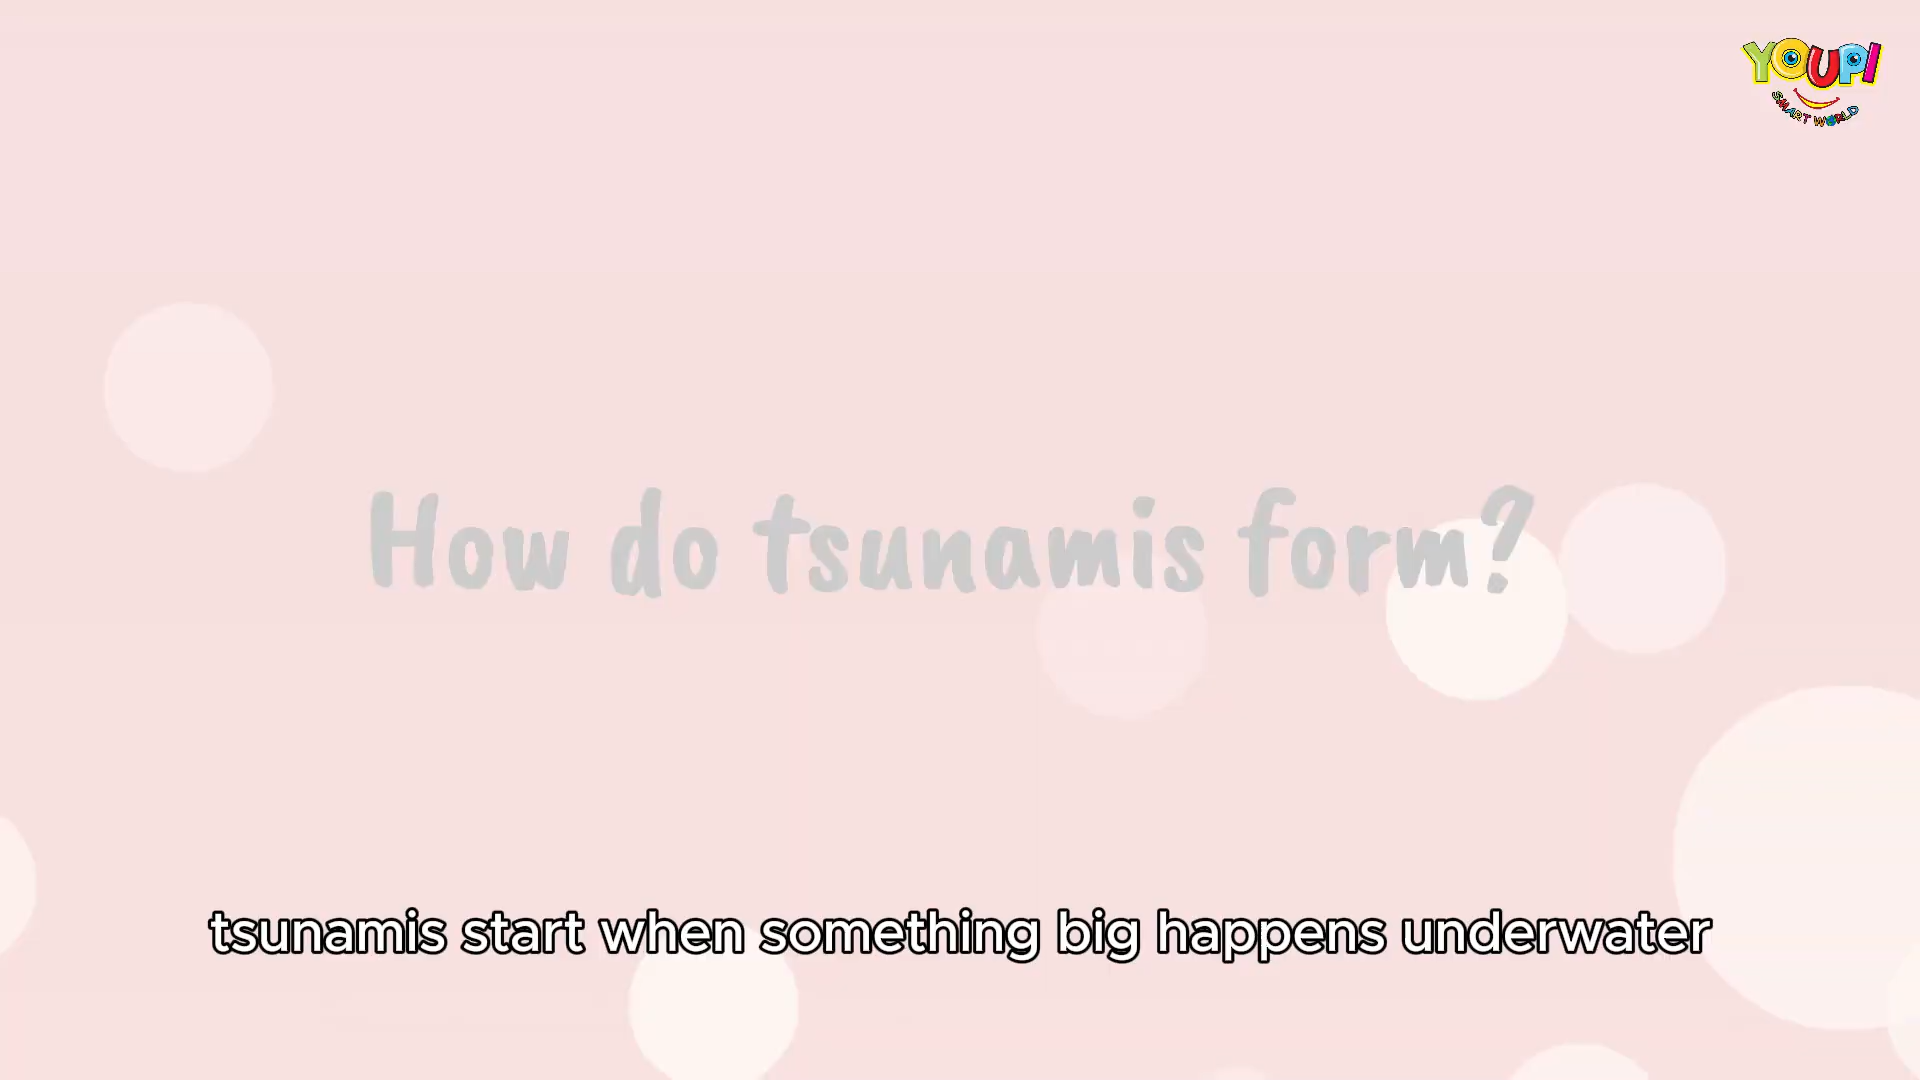 YOUPI
SMART WORLD
How do tsunamis form?
tsunamis start when something big happens underwater